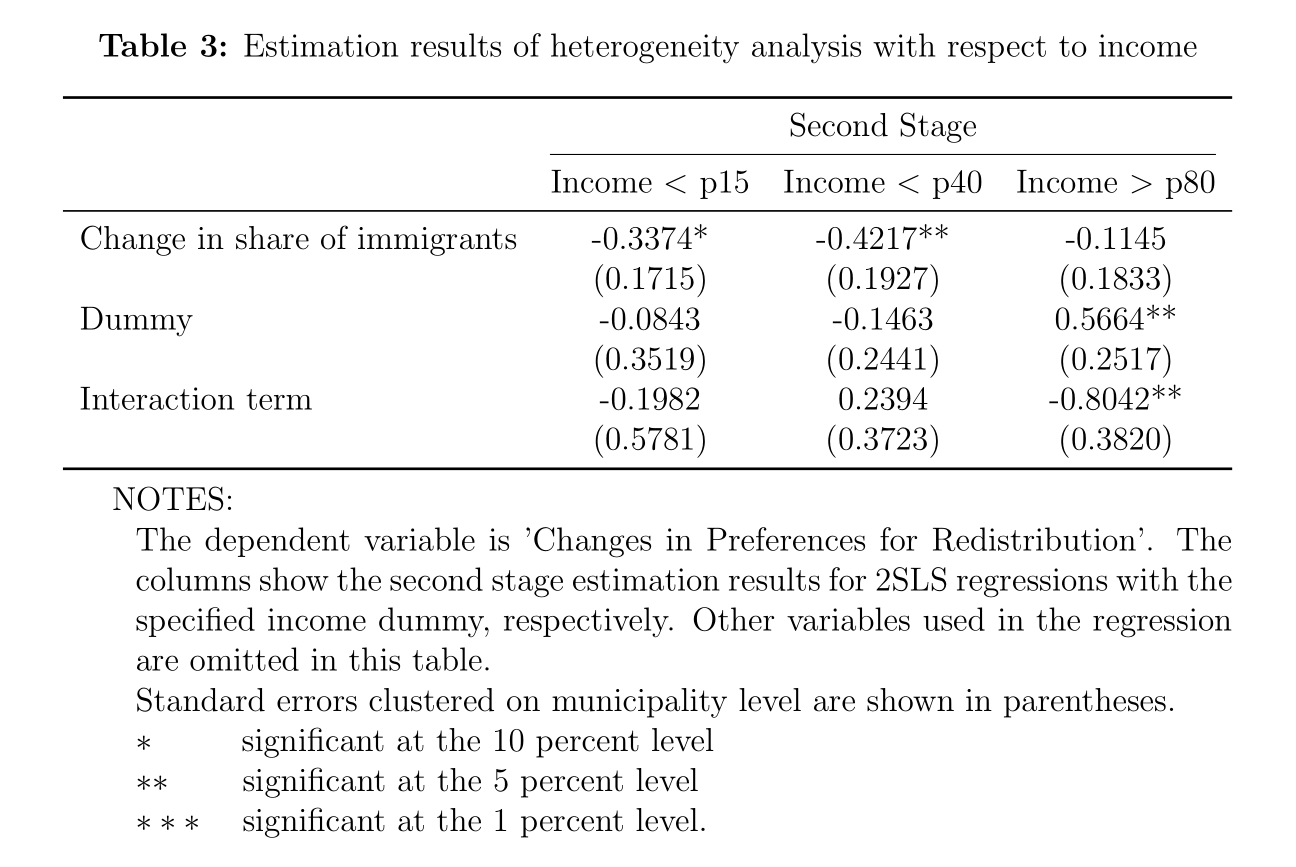 Table 3: Estimation results of heterogeneity analysis with respect to income
Second Stage
Income < p15 Income < p40 Income > p80
Change in share of immigrants -0.3374* -0.4217** -0.1145
(0.1715) (0.1927) (0.1833)
Dummy -0.0843 -0.1463 0.5664**
(0.3519) (0.2441) (0.2517)
Interaction term -0.1982 0.2394 -0.8042**
(0.5781) (0.3723) (0.3820)
NOTES:
The dependent variable is ’Changes in Preferences for Redistribution’. The
columns show the second stage estimation results for 2SLS regressions with the
specified income dummy, respectively. Other variables used in the regression
are omitted in this table.
Standard errors clustered on municipality level are shown in parentheses.
∗ significant at the 10 percent level
∗∗ significant at the 5 percent level
∗ ∗ ∗ significant at the 1 percent level.